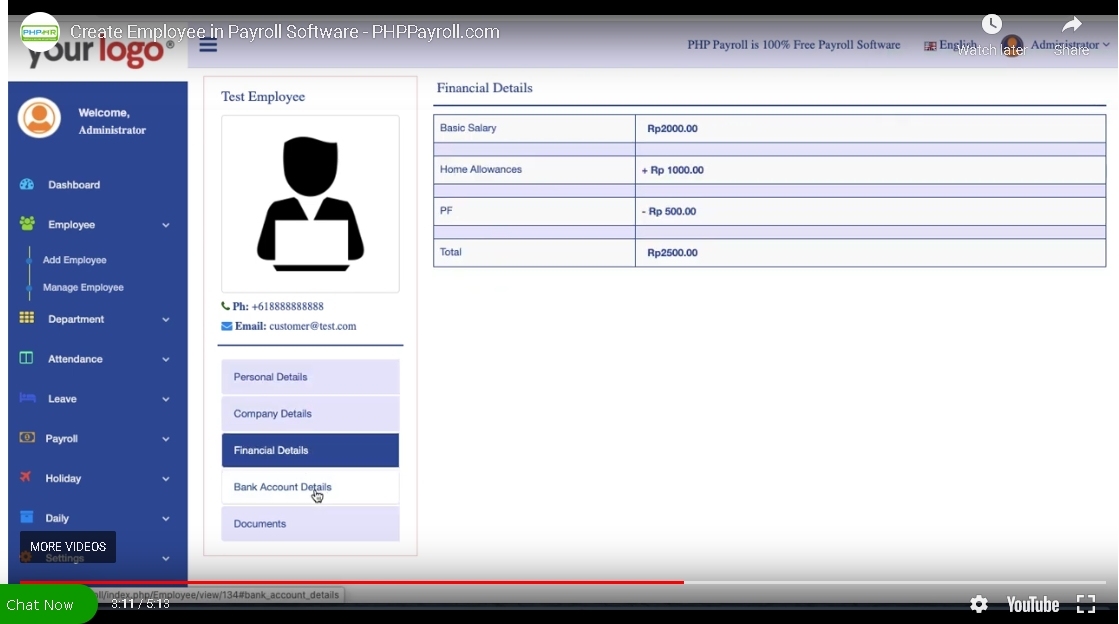 PHP HR
Create Employee in Payroll Software - PHPPayroll.com
Watch later
Share
your logo®
PHP Payroll is 100% Free Payroll Software
English
Administrator
Welcome,
Administrator
Dashboard
Employee
Add Employee
Manage Employee
Department
Attendance
Leave
Payroll
Holiday
Daily
Settings
MORE VIDEOS
Test Employee
Ph: +618888888888
Email: customer@test.com
Personal Details
Company Details
Financial Details
Bank Account Details
Documents
Financial Details
Basic Salary Rp2000.00
Home Allowances + Rp 1000.00
PF - Rp 500.00
Total Rp2500.00
ll/index.php/Employee/view/134#bank_account_details
Chat Now
3:11 / 5:13
YouTube